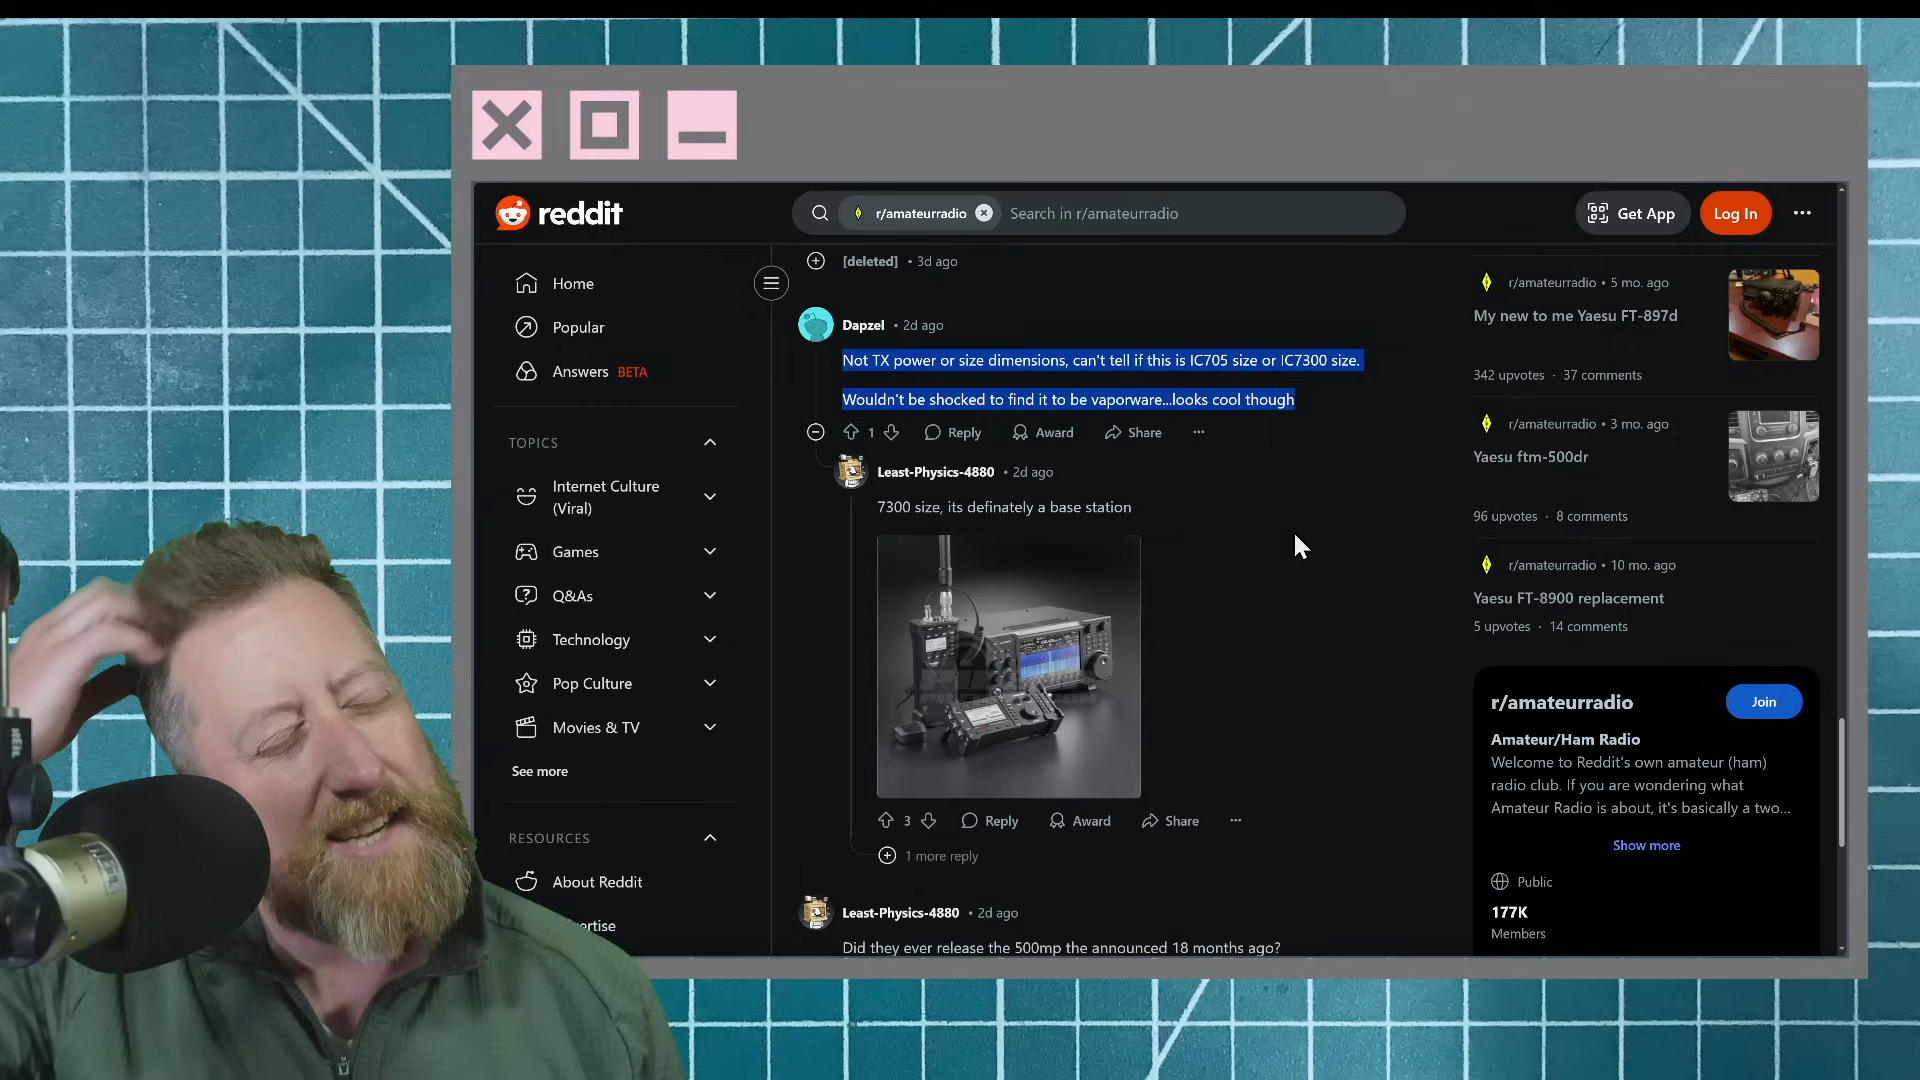 reddit
r/amateurradio
Search in r/amateurradio
Get App
Log In
Home
Popular
Answers BETA
TOPICS
Internet Culture
(Viral)
Games
Q&As
Technology
Pop Culture
Movies & TV
See more
RESOURCES
About Reddit
ertise
[deleted] • 3d ago
Dapzel • 2d ago
Not TX power or size dimensions, can't tell if this is IC705 size or IC7300 size.
Wouldn't be shocked to find it to be vaporware...looks cool though
1 Reply Award Share
Least-Physics-4880 • 2d ago
7300 size, its definately a base station
3 Reply Award Share
1 more reply
Least-Physics-4880 • 2d ago
Did they ever release the 500mp the announced 18 months ago?
r/amateurradio • 5 mo. ago
My new to me Yaesu FT-897d
342 upvotes · 37 comments
r/amateurradio • 3 mo. ago
Yaesu ftm-500dr
96 upvotes · 8 comments
r/amateurradio • 10 mo. ago
Yaesu FT-8900 replacement
5 upvotes · 14 comments
r/amateurradio
Join
Amateur/Ham Radio
Welcome to Reddit's own amateur (ham)
radio club. If you are wondering what
Amateur Radio is about, it's basically a two...
Show more
Public
177K
Members